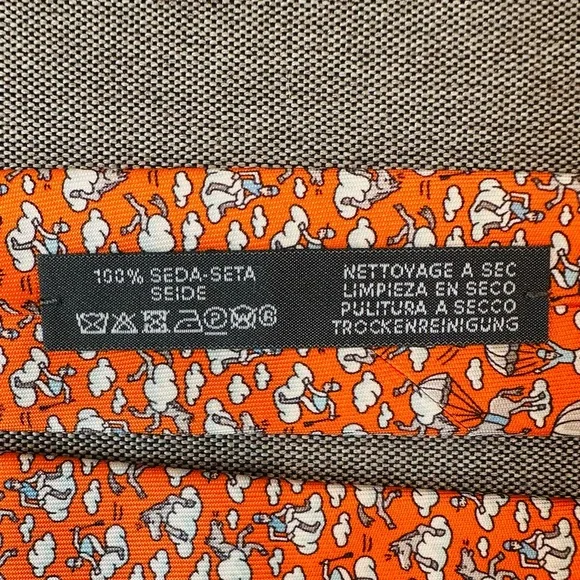 100% SEDA-SETA
SEIDE
NETTOYAGE A SEC
LIMPIEZA EN SECO
PULITURA A SECCO
TROCKENREINIGUNG